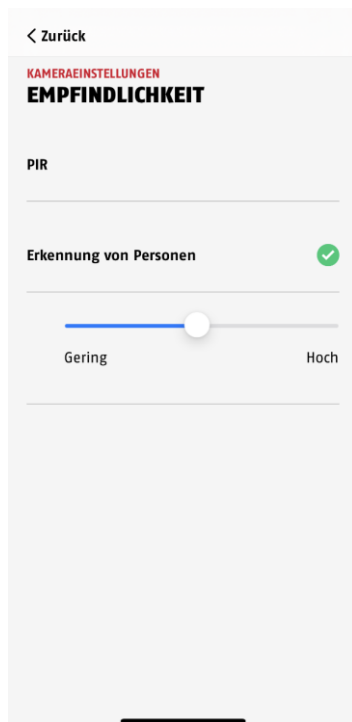 Zurück
KAMERAEINSTELLUNGEN
EMPFINDLICHKEIT
PIR
Erkennung von Personen
Gering Hoch